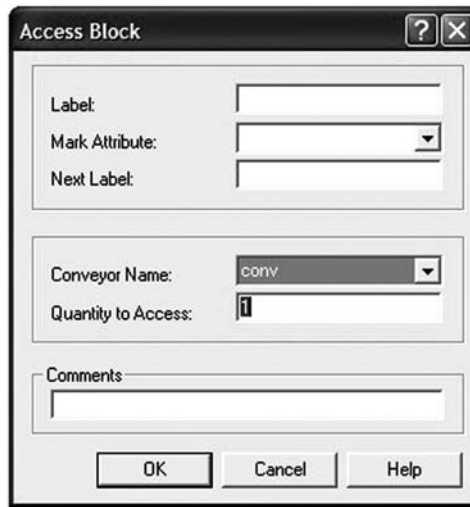 Access Block
Label:
Mark Attribute:
Next Label:
Conveyor Name: conv
Quantity to Access: 1
Comments
OK Cancel Help